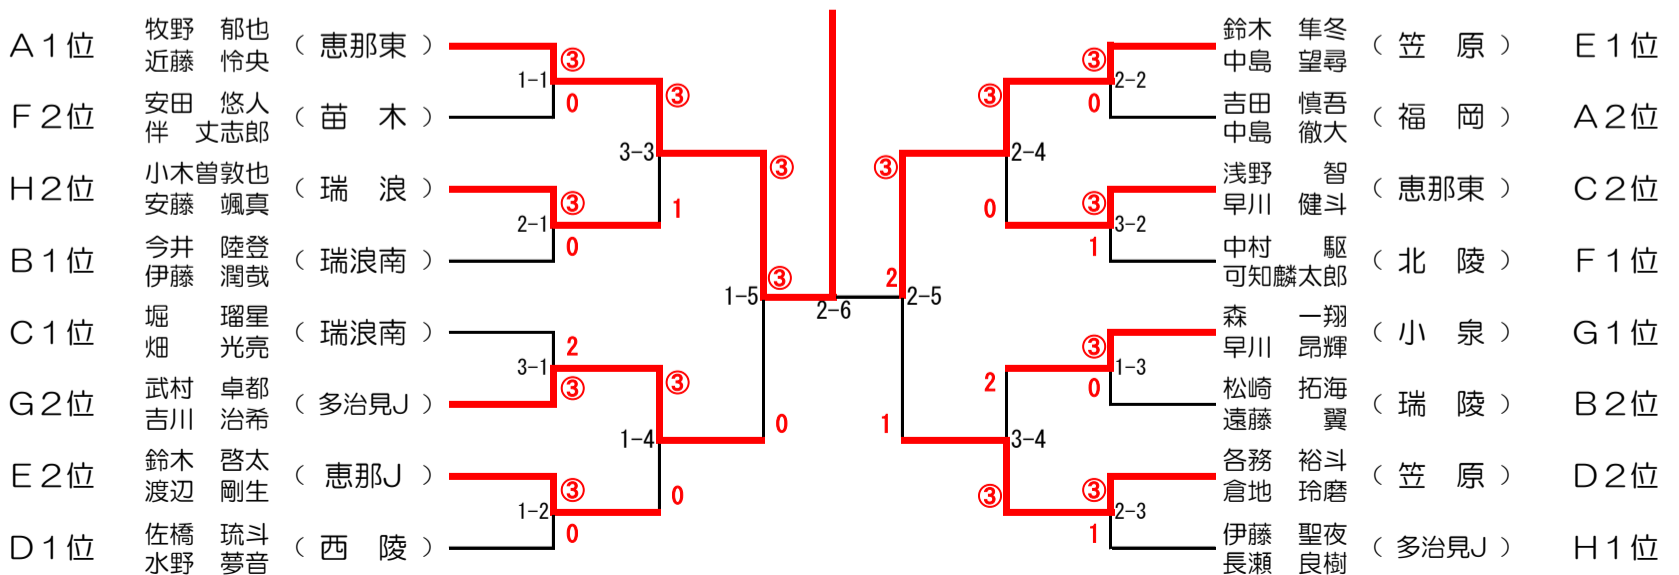 A１位 牧野　郁也 近藤　怜央 （ 恵那東 ）
③
1-1
0
F２位 安田　悠人 伴　丈志郎 （ 苗　木 ）
③
3-3
1
H２位 小木曽敦也 安藤　颯真 （ 瑞　浪 ）
③
2-1
0
B１位 今井　陸登 伊藤　潤哉 （ 瑞浪南 ）
③
③
1-5
0
C１位 堀　　瑠星 畑　　光亮 （ 瑞浪南 ）
2
3-1
③
G２位 武村　卓都 吉川　治希 （ 多治見J ）
③
1-4
0
E２位 鈴木　啓太 渡辺　剛生 （ 恵那J ）
③
1-2
0
D１位 佐橋　琉斗 水野　夢音 （ 西　陵 ）
2-6
鈴木　隼冬 中島　望尋 （ 笠　原 ） E１位
③
2-2
0
吉田　慎吾 中島　徹大 （ 福　岡 ） A２位
③
2-4
0
浅野　　智 早川　健斗 （ 恵那東 ） C２位
③
3-2
1
中村　　駆 可知麟太郎 （ 北　陵 ） F１位
③
2
2-5
1
森　　一翔 早川　昂輝 （ 小　泉 ） G１位
③
1-3
0
松崎　拓海 遠藤　　翼 （ 瑞　陵 ） B２位
2
3-4
③
各務　裕斗 倉地　玲磨 （ 笠　原 ） D２位
③
2-3
1
伊藤　聖夜 長瀬　良樹 （ 多治見J ） H１位